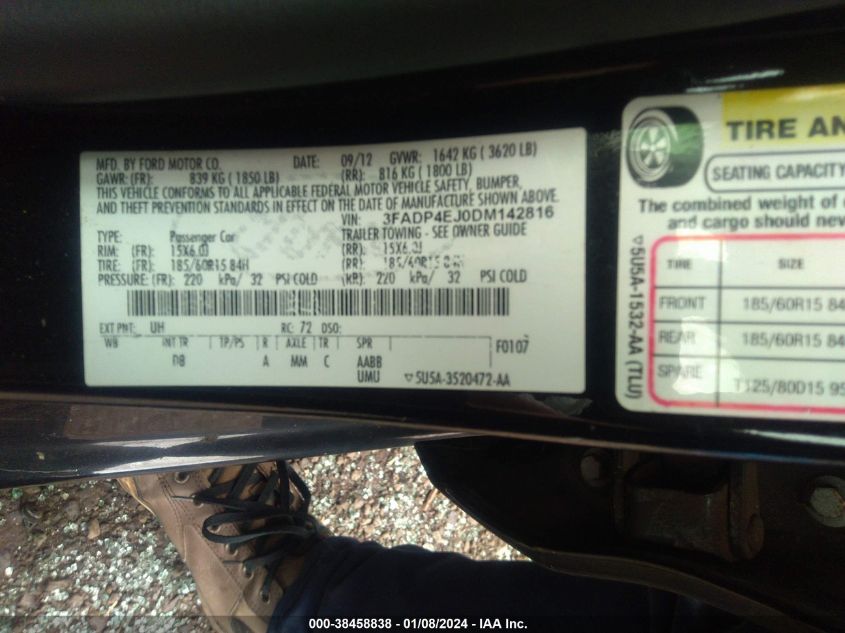 MFD. BY FORD MOTOR CO. DATE: 09/12 GVWR: 1642 KG ( 3620 LB)
GAWR: (FR): 839 KG ( 1850 LB) (RR): 816 KG ( 1800 LB)
THIS VEHICLE CONFORMS TO ALL APPLICABLE FEDERAL MOTOR VEHICLE SAFETY, BUMPER,
AND THEFT PREVENTION STANDARDS IN EFFECT ON THE DATE OF MANUFACTURE SHOWN ABOVE.
VIN: 3FADP4EJ0DM142816
TYPE: Passenger Car TRAILER TOWING - SEE OWNER GUIDE
RIM: (FR): 15X6.0J (RR): 15X6.0J
TIRE: (FR): 185/60R15 84H (RR): 185/60R15 84H
PRESSURE: (FR): 220 kPa/ 32 PSI COLD (RR): 220 kPa/ 32 PSI COLD
EXT PNT: UH RC: 72 DSO:
WB INT TR TP/PS R AXLE TR SPR F0107
D8 A MM C AABB
UMU ▽5U5A-3520472-AA
TIRE AN
SEATING CAPACITY
The combined weight of
and cargo should nev
TIRE SIZE
FRONT 185/60R15 84
REAR 185/60R15 84
SPARE T125/80D15 95
▽5U5A-1532-AA (TLU)
000-38458838 - 01/08/2024 - IAA Inc.